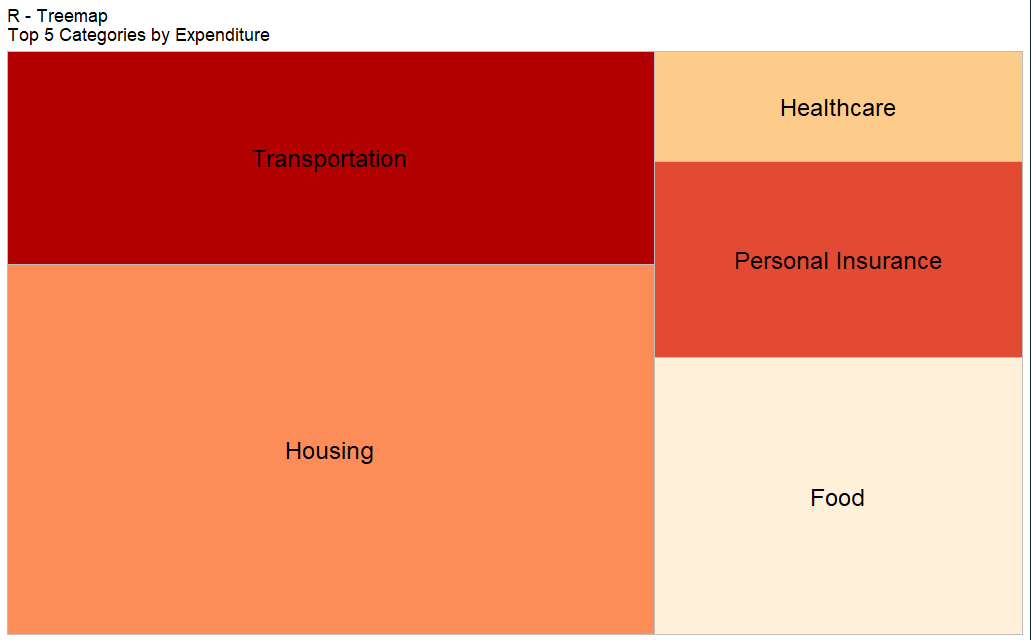 R - Treemap
Top 5 Categories by Expenditure
Transportation
Housing
Healthcare
Personal Insurance
Food